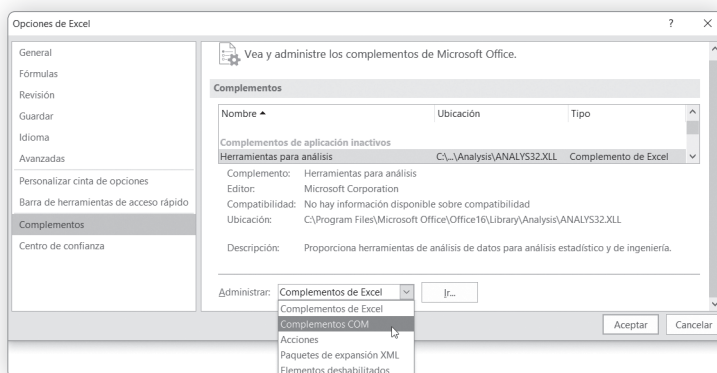 Opciones de Excel ? ×
General
Fórmulas
Revisión
Guardar
Idioma
Avanzadas
Personalizar cinta de opciones
Barra de herramientas de acceso rápido
Complementos
Centro de confianza
Vea y administre los complementos de Microsoft Office.
Complementos
Nombre Ubicación Tipo
Complementos de aplicación inactivos
Herramientas para análisis C:\...\Analysis\ANALYS32.XLL Complemento de Excel
Complemento: Herramientas para análisis
Editor: Microsoft Corporation
Compatibilidad: No hay información disponible sobre compatibilidad
Ubicación: C:\Program Files\Microsoft Office\Office16\Library\Analysis\ANALYS32.XLL
Descripción: Proporciona herramientas de análisis de datos para análisis estadístico y de ingeniería.
Administrar: Complementos de Excel Ir...
Complementos de Excel
Complementos COM
Acciones
Paquetes de expansión XML
Elementos deshabilitados
Aceptar Cancelar